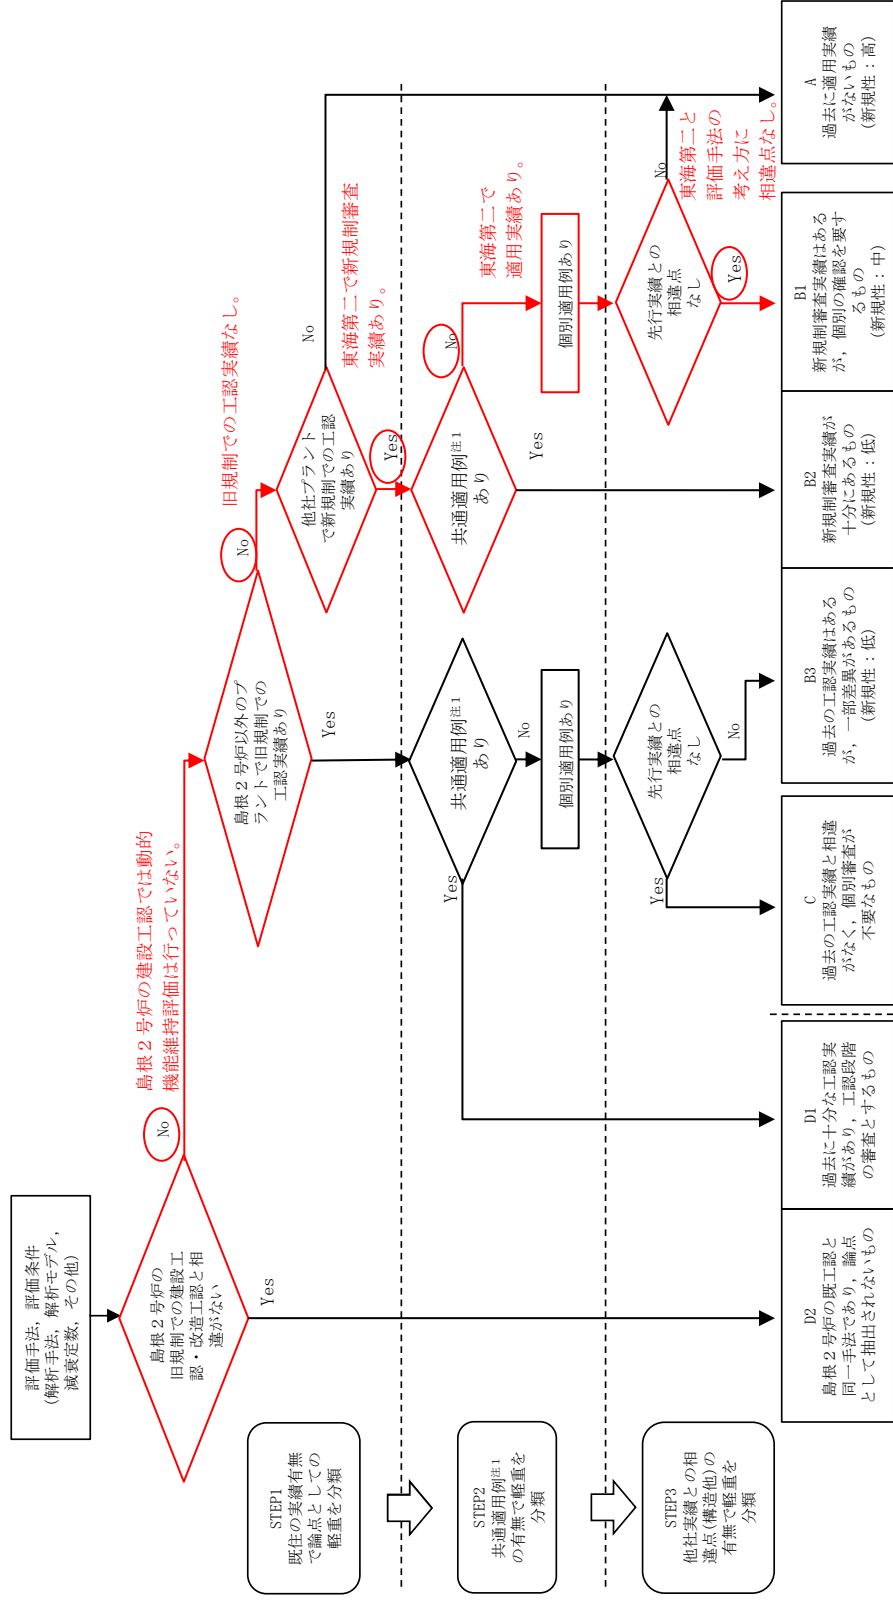 評価手法，評価条件
(解析手法，解析モデル，
減衰定数，その他)
島根２号炉の
旧規制での建設工
認・改造工認と相
違がない
No
Yes
島根２号炉の建設工認では動的
機能維持評価は行っていない。
島根２号炉以外のプ
ラントで旧規制での
工認実績あり
No
Yes
旧規制での工認実績なし。
他社プラント
で新規制での工認
実績あり
No
Yes
東海第二で新規制審査
実績あり。
STEP1
既往の実績有無
で論点としての
軽重を分類
STEP2
共通適用例注1
の有無で軽重を
分類
STEP3
他社実績との相
違点(構造他)の
有無で軽重を
分類
共通適用例注1
あり
Yes
No
個別適用例あり
先行実績との
相違点
なし
Yes
No
共通適用例注1
あり
No
Yes
東海第二で
適用実績あり。
個別適用例あり
先行実績との
相違点
なし
No
Yes
東海第二と
評価手法の
考え方に
相違点なし。
D2
島根２号炉の既工認と
同一手法であり，論点
として抽出されないもの
D1
過去に十分な工認実
績があり，工認段階
の審査とするもの
C
過去の工認実績と相違
がなく，個別審査が
不要なもの
B3
過去の工認実績はある
が，一部差異があるもの
(新規性：低)
B2
新規制審査実績が
十分にあるもの
(新規性：低)
B1
新規制審査実績はある
が，個別の確認を要す
るもの
(新規性：中)
A
過去に適用実績
がないもの
(新規性：高)